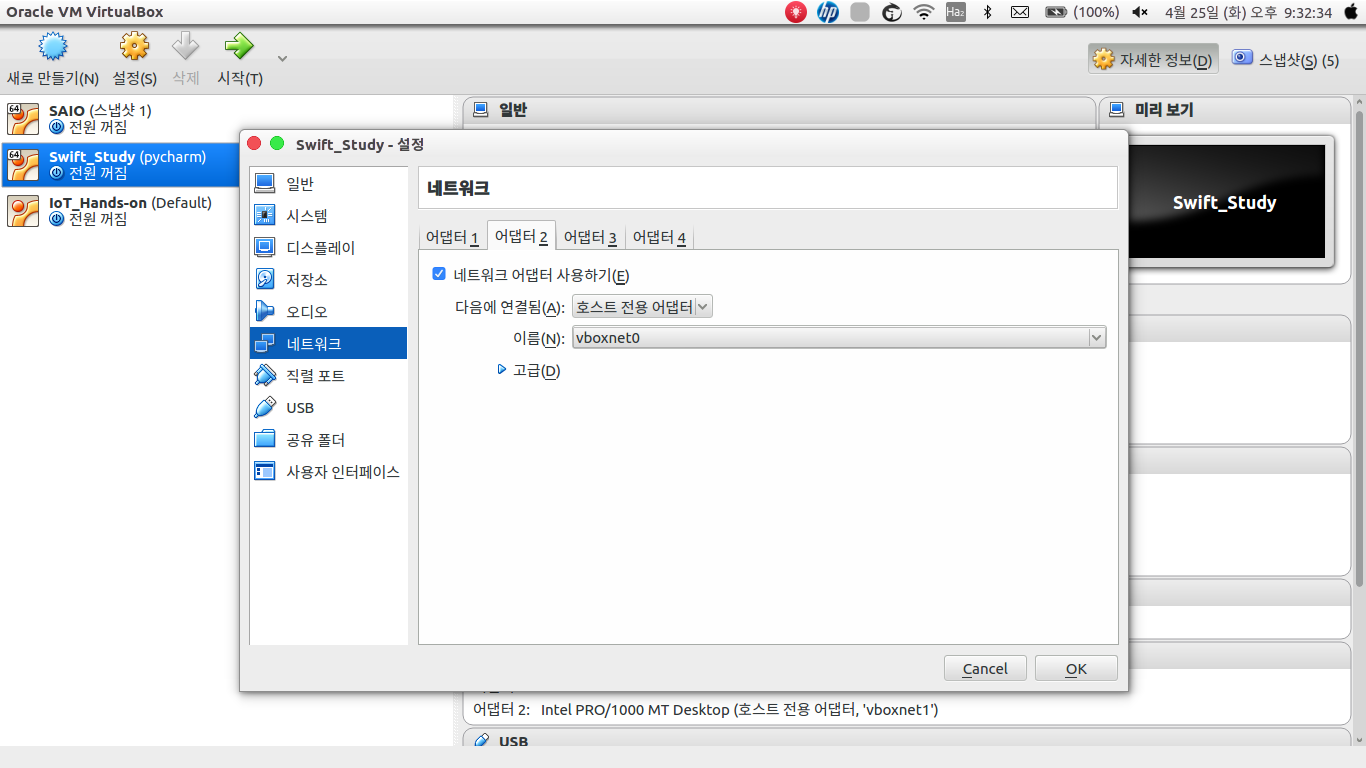 Oracle VM VirtualBox
Ha₂
(100%)
4월 25일 (화) 오후 9:32:34
새로 만들기(N) 설정(S) 삭제 시작(T)
자세한 정보(D) 스냅샷(S) (5)
64
SAIO (스냅샷 1)
전원 꺼짐
64
Swift_Study (pycharm)
전원 꺼짐
IoT_Hands-on (Default)
전원 꺼짐
일반
미리 보기
Swift_Study
Swift_Study - 설정
일반
시스템
디스플레이
저장소
오디오
네트워크
직렬 포트
USB
공유 폴더
사용자 인터페이스
네트워크
어댑터 1 어댑터 2 어댑터 3 어댑터 4
네트워크 어댑터 사용하기(E)
다음에 연결됨(A): 호스트 전용 어댑터
이름(N): vboxnet0
고급(D)
Cancel OK
어댑터 2: Intel PRO/1000 MT Desktop (호스트 전용 어댑터, 'vboxnet1')
USB